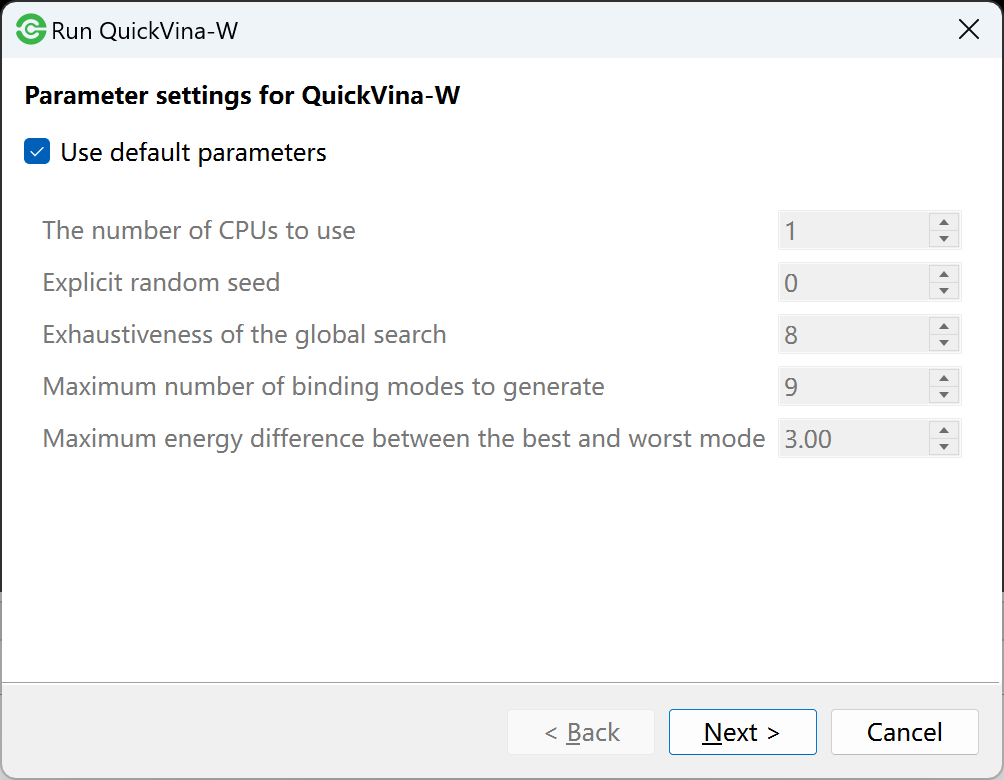 Run QuickVina-W
Parameter settings for QuickVina-W
Use default parameters
The number of CPUs to use 1
Explicit random seed 0
Exhaustiveness of the global search 8
Maximum number of binding modes to generate 9
Maximum energy difference between the best and worst mode 3.00
< Back Next > Cancel